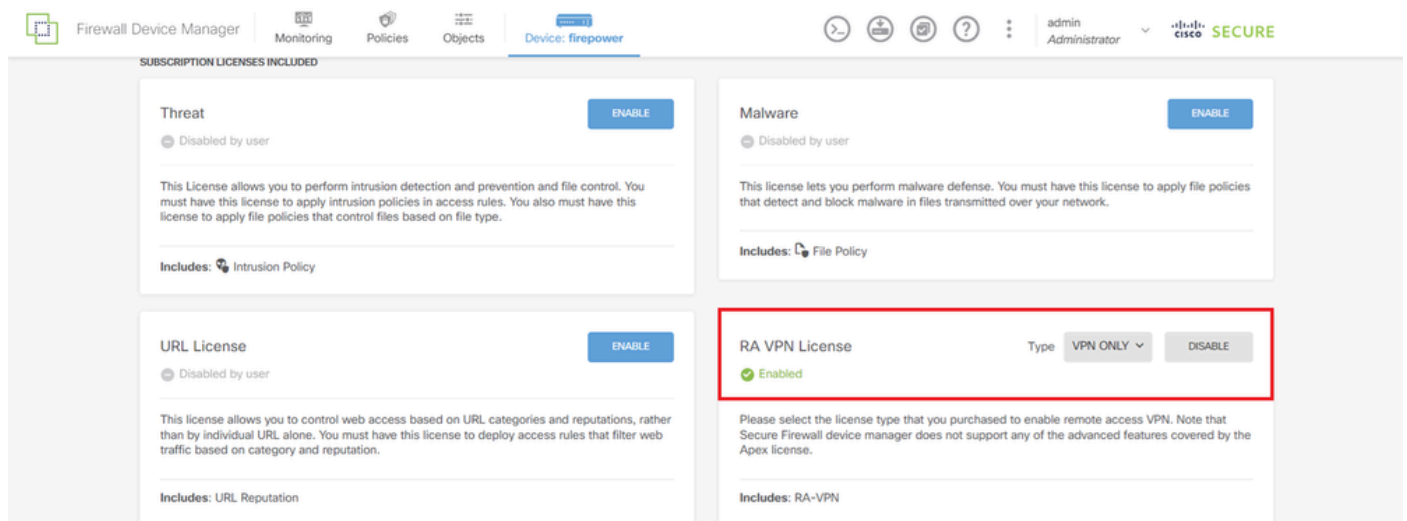 Firewall Device Manager
Monitoring
Policies
Objects
Device: firepower
admin
Administrator
cisco SECURE
SUBSCRIPTION LICENSES INCLUDED
Threat
ENABLE
Disabled by user
This License allows you to perform intrusion detection and prevention and file control. You
must have this license to apply intrusion policies in access rules. You also must have this
license to apply file policies that control files based on file type.
Includes: Intrusion Policy
Malware
ENABLE
Disabled by user
This license lets you perform malware defense. You must have this license to apply file policies
that detect and block malware in files transmitted over your network.
Includes: File Policy
URL License
ENABLE
Disabled by user
This license allows you to control web access based on URL categories and reputations, rather
than by individual URL alone. You must have this license to deploy access rules that filter web
traffic based on category and reputation.
Includes: URL Reputation
RA VPN License
Type VPN ONLY
DISABLE
Enabled
Please select the license type that you purchased to enable remote access VPN. Note that
Secure Firewall device manager does not support any of the advanced features covered by the
Apex license.
Includes: RA-VPN